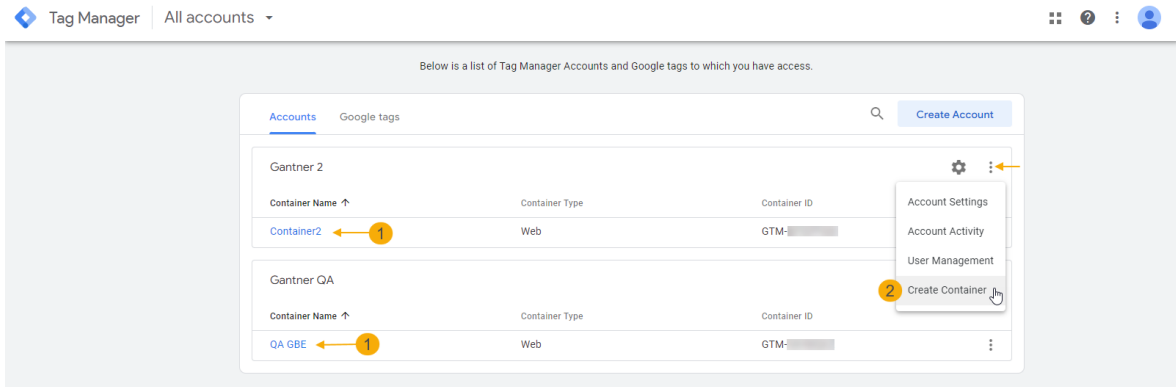 Tag Manager All accounts
Below is a list of Tag Manager Accounts and Google tags to which you have access.
Accounts Google tags Create Account
Gantner 2
Container Name Container Type Container ID
Container2 1 Web GTM-
Account Settings
Account Activity
User Management
2 Create Container
Gantner QA
Container Name Container Type Container ID
QA GBE 1 Web GTM-